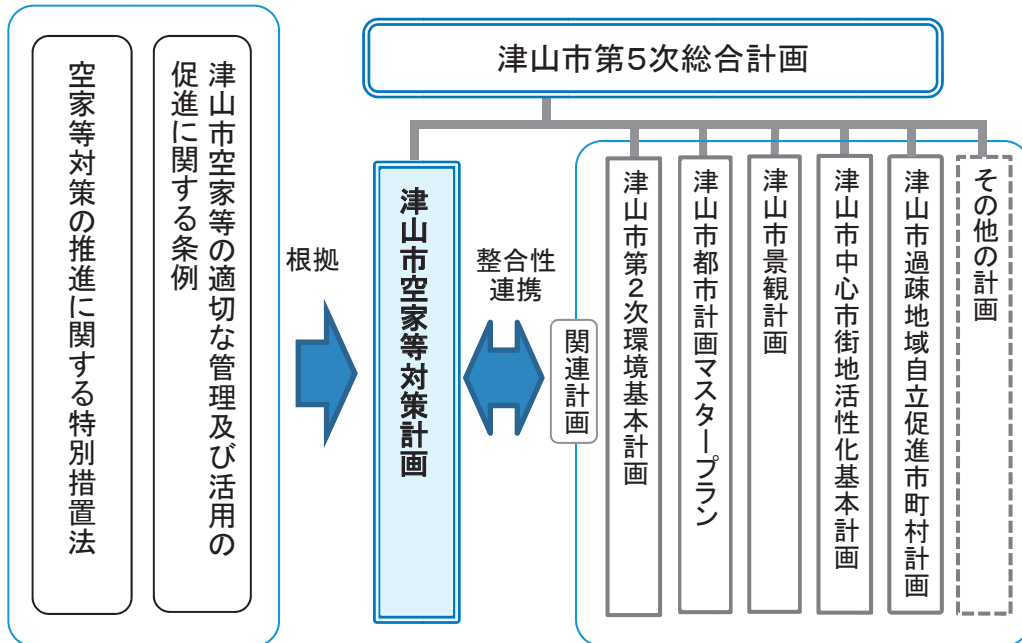 津山市第5次総合計画
空家等対策の推進に関する特別措置法
津山市空家等の適切な管理及び活用の
促進に関する条例
根拠
津山市空家等対策計画
整合性
連携
関連計画
津山市第2次環境基本計画
津山市都市計画マスタープラン
津山市景観計画
津山市中心市街地活性化基本計画
津山市過疎地域自立促進市町村計画
その他の計画